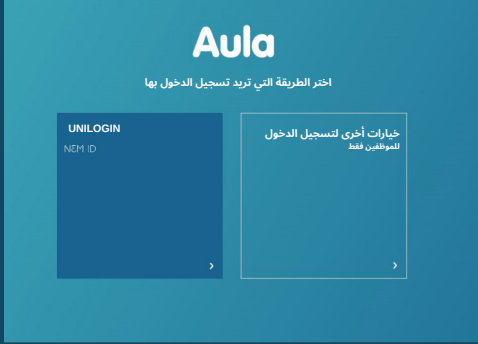 Aula
اختر الطريقة التي تريد تسجيل الدخول بها
خيارات أخرى لتسجيل الدخول
للموظفين فقط
UNILOGIN
NEM ID